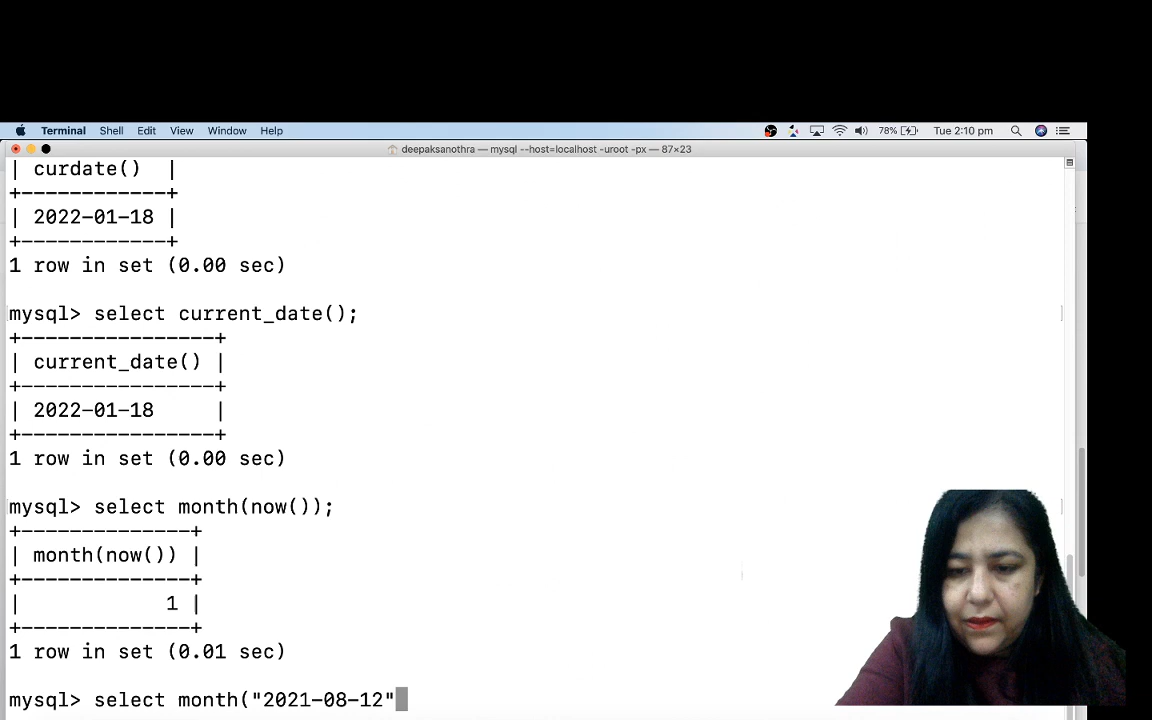 Terminal Shell Edit View Window Help 78% Tue 2:10 pm
deepaksanothra — mysql --host=localhost -uroot -px — 87×23
| curdate() |
+------------+
| 2022-01-18 |
+------------+
1 row in set (0.00 sec)
mysql> select current_date();
+----------------+
| current_date() |
+----------------+
| 2022-01-18     |
+----------------+
1 row in set (0.00 sec)
mysql> select month(now());
+--------------+
| month(now()) |
+--------------+
|            1 |
+--------------+
1 row in set (0.01 sec)
mysql> select month("2021-08-12"